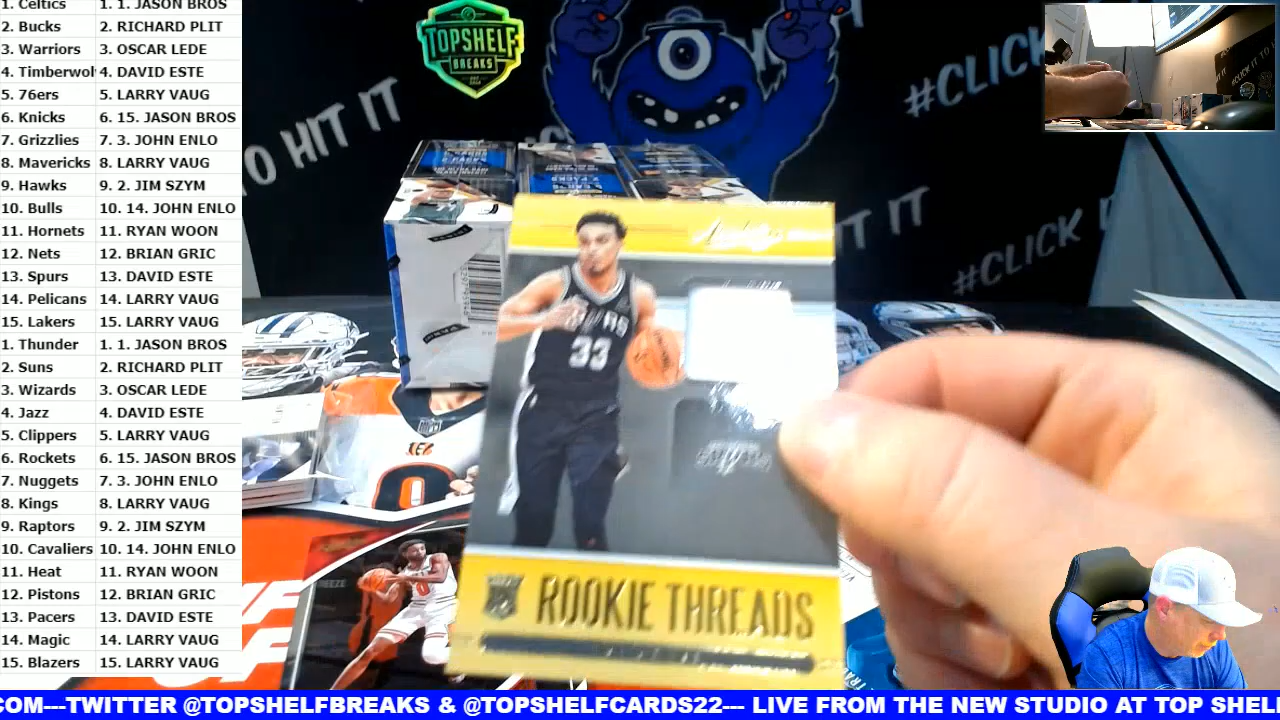 1. Celtics 1. 1. JASON BROS
2. Bucks 2. RICHARD PLIT
3. Warriors 3. OSCAR LEDE
4. Timberwol 4. DAVID ESTE
5. 76ers 5. LARRY VAUG
6. Knicks 6. 15. JASON BROS
7. Grizzlies 7. 3. JOHN ENLO
8. Mavericks 8. LARRY VAUG
9. Hawks 9. 2. JIM SZYM
10. Bulls 10. 14. JOHN ENLO
11. Hornets 11. RYAN WOON
12. Nets 12. BRIAN GRIC
13. Spurs 13. DAVID ESTE
14. Pelicans 14. LARRY VAUG
15. Lakers 15. LARRY VAUG
1. Thunder 1. 1. JASON BROS
2. Suns 2. RICHARD PLIT
3. Wizards 3. OSCAR LEDE
4. Jazz 4. DAVID ESTE
5. Clippers 5. LARRY VAUG
6. Rockets 6. 15. JASON BROS
7. Nuggets 7. 3. JOHN ENLO
8. Kings 8. LARRY VAUG
9. Raptors 9. 2. JIM SZYM
10. Cavaliers 10. 14. JOHN ENLO
11. Heat 11. RYAN WOON
12. Pistons 12. BRIAN GRIC
13. Pacers 13. DAVID ESTE
14. Magic 14. LARRY VAUG
15. Blazers 15. LARRY VAUG
TOPSHELF
BREAKS
TO HIT IT
#CLICK
HIT IT
#CLICK I
33
SPURS
ROOKIE THREADS
0
COM---TWITTER @TOPSHELFBREAKS & @TOPSHELFCARDS22--- LIVE FROM THE NEW STUDIO AT TOP SHEL